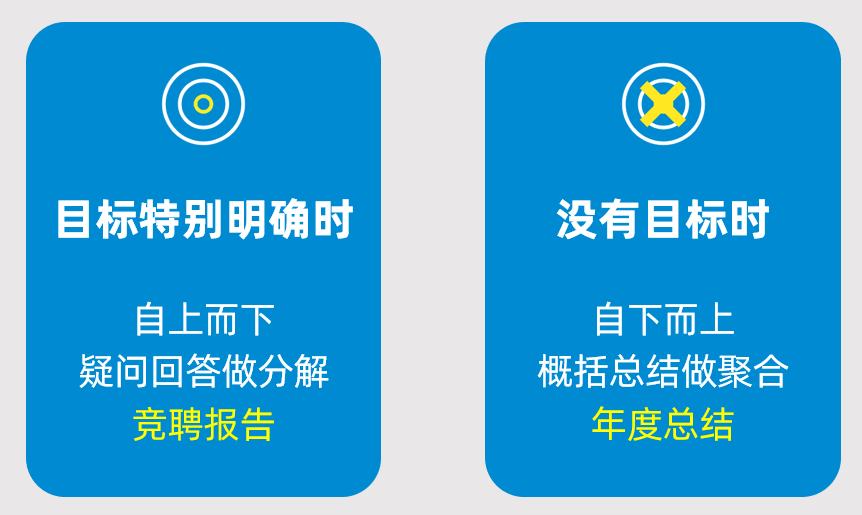 目标特别明确时
自上而下
疑问回答做分解
竞聘报告
没有目标时
自下而上
概括总结做聚合
年度总结